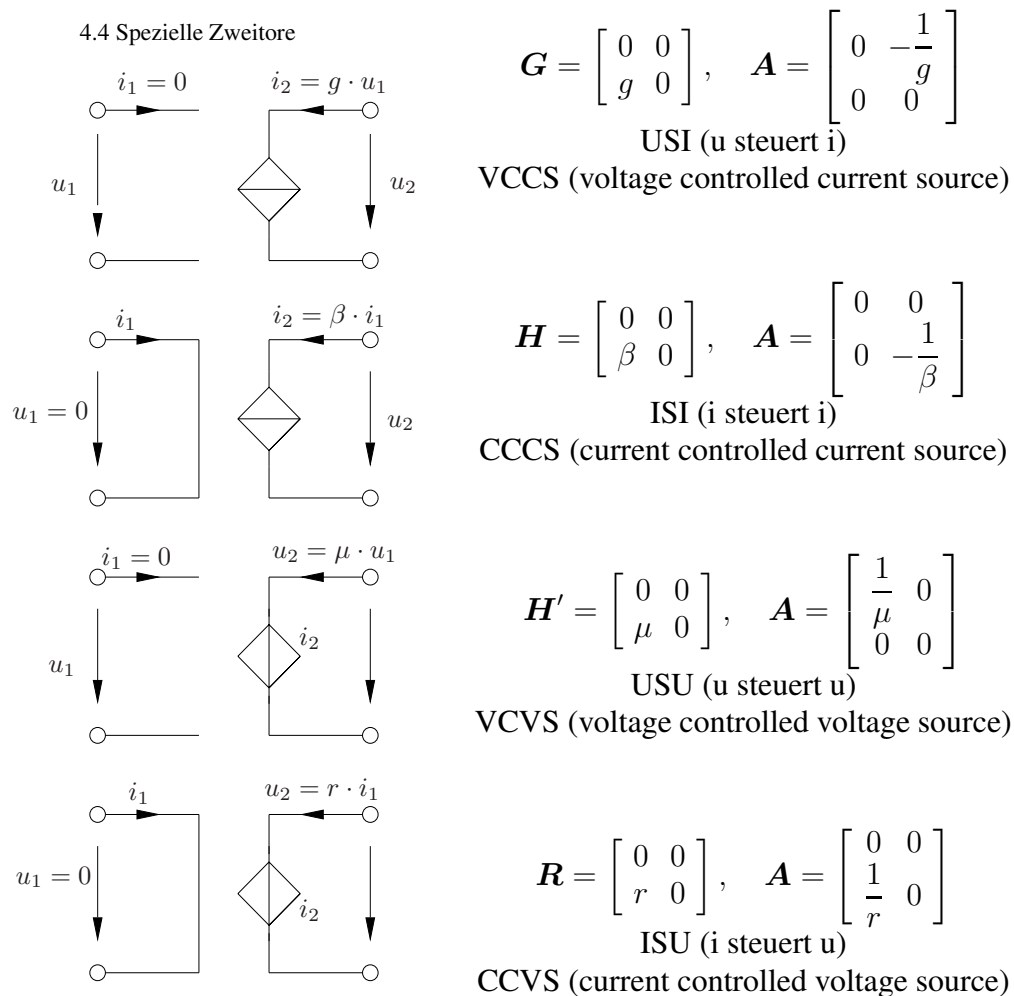 4.4 Spezielle Zweitore
i₁ = 0
i₂ = g · u₁
u₁
u₂
G = [ 0 0 ; g 0 ] , A = [ 0 −1/g ; 0 0 ]
USI (u steuert i)
VCCS (voltage controlled current source)
i₁
i₂ = β · i₁
u₁ = 0
u₂
H = [ 0 0 ; β 0 ] , A = [ 0 0 ; 0 −1/β ]
ISI (i steuert i)
CCCS (current controlled current source)
i₁ = 0
u₂ = μ · u₁
u₁
i₂
H′ = [ 0 0 ; μ 0 ] , A = [ 1/μ 0 ; 0 0 ]
USU (u steuert u)
VCVS (voltage controlled voltage source)
i₁
u₂ = r · i₁
u₁ = 0
i₂
R = [ 0 0 ; r 0 ] , A = [ 0 0 ; 1/r 0 ]
ISU (i steuert u)
CCVS (current controlled voltage source)